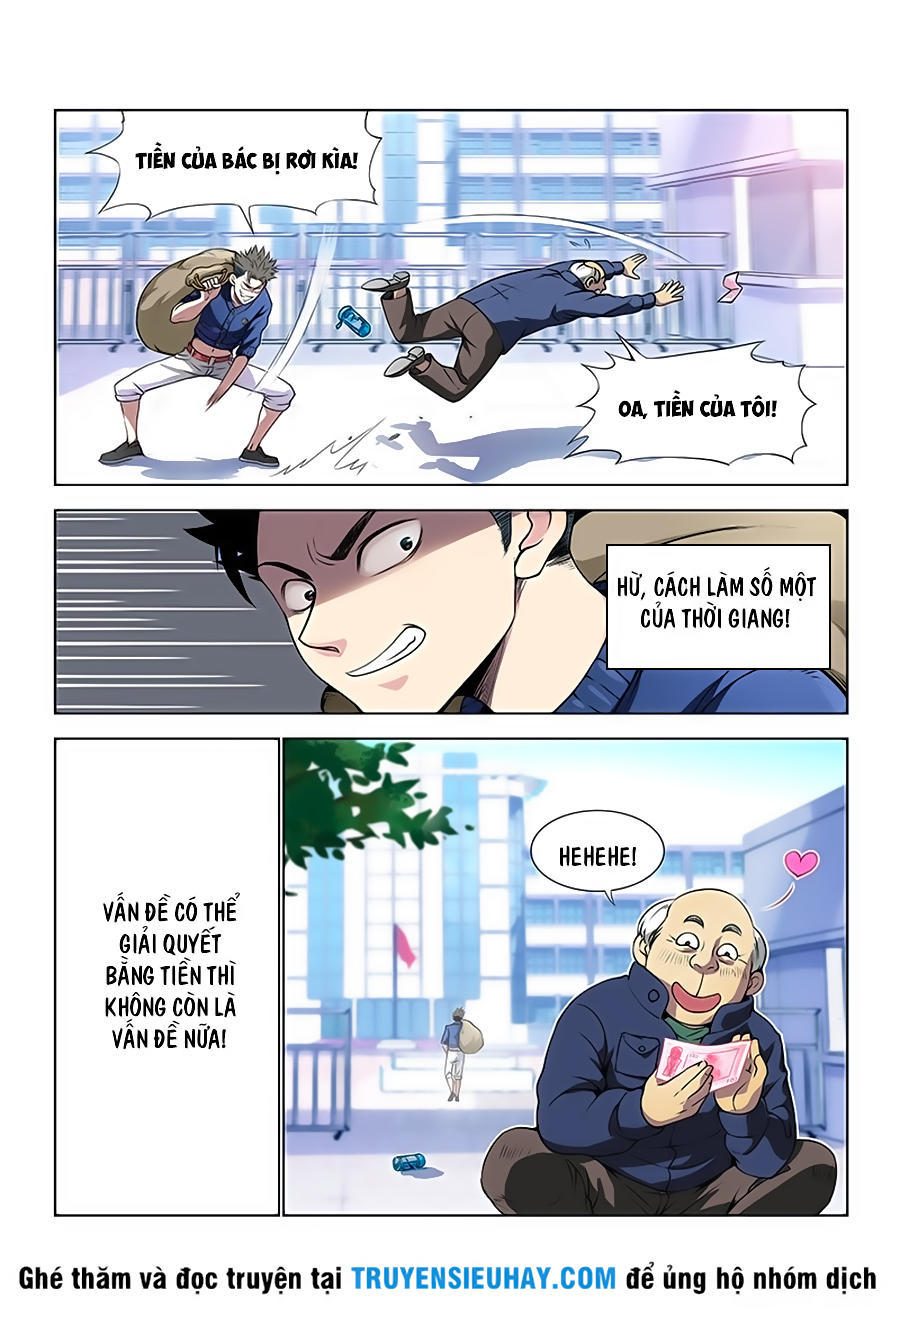 TIỀN CỦA BÁC BỊ RƠI KÌA!
OA, TIỀN CỦA TÔI!
HỪ, CÁCH LÀM SỐ MỘT
CỦA THỜI GIANG!
VẤN ĐỀ CÓ THỂ
GIẢI QUYẾT
BẰNG TIỀN THÌ
KHÔNG CÒN LÀ
VẤN ĐỀ NỮA!
HEHEHE!
Ghé thăm và đọc truyện tại TRUYENSIEUHAY.COM để ủng hộ nhóm dịch